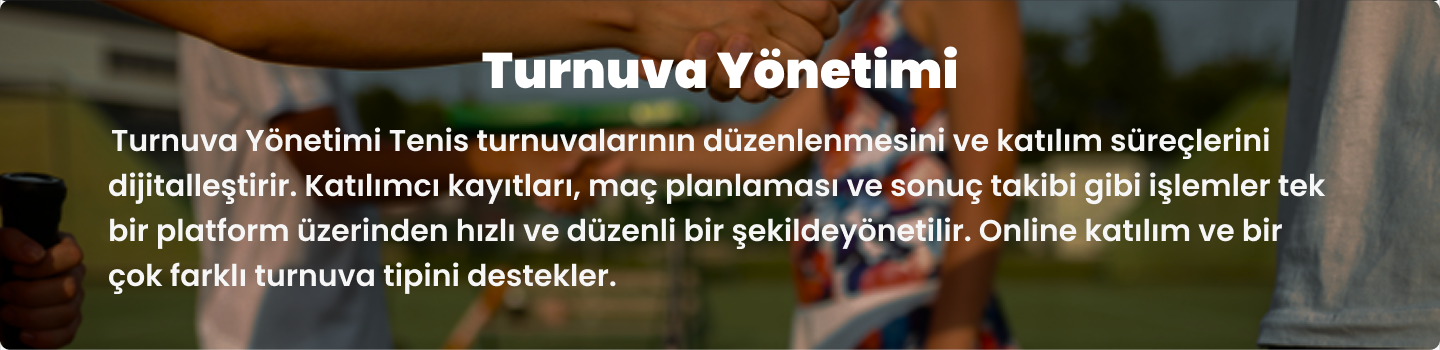 Turnuva Yönetimi
Turnuva Yönetimi Tenis turnuvalarının düzenlenmesini ve katılım süreçlerini
dijitalleştirir. Katılımcı kayıtları, maç planlaması ve sonuç takibi gibi işlemler tek
bir platform üzerinden hızlı ve düzenli bir şekildeyönetilir. Online katılım ve bir
çok farklı turnuva tipini destekler.